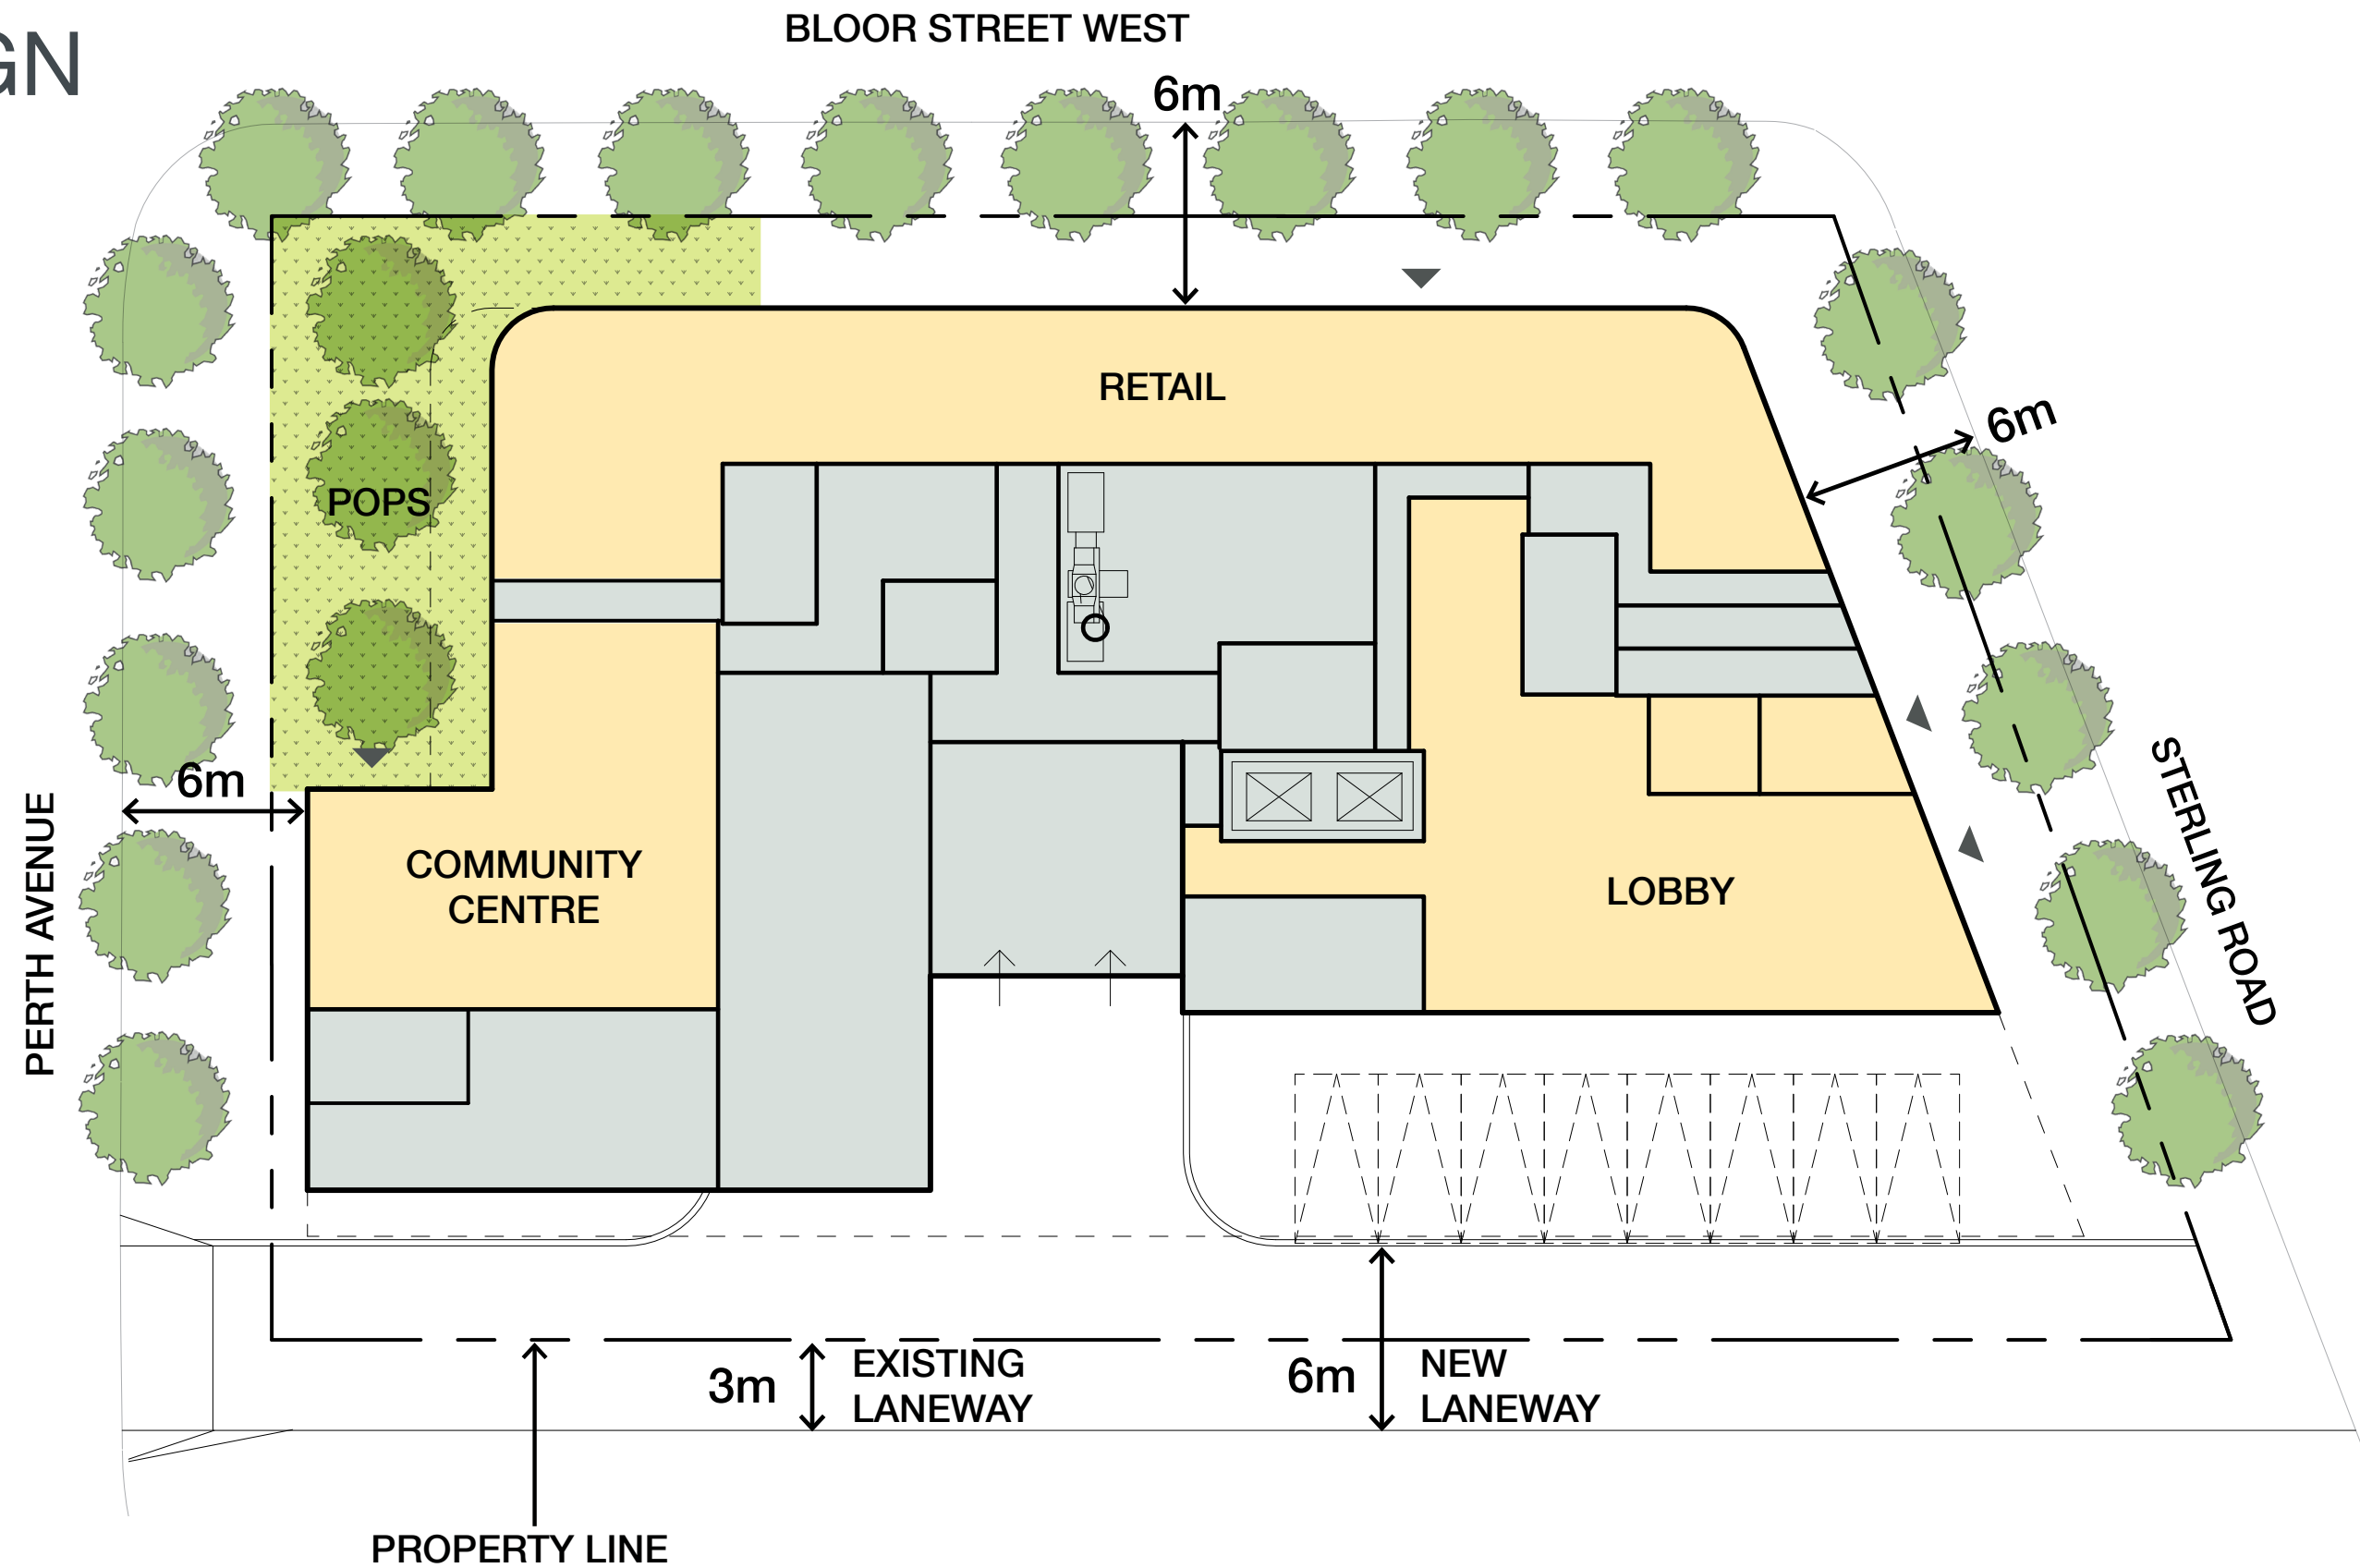 GN
BLOOR STREET WEST
6m
6m
RETAIL
POPS
6m
PERTH AVENUE
COMMUNITY
CENTRE
LOBBY
STERLING ROAD
3m
EXISTING
LANEWAY
6m
NEW
LANEWAY
PROPERTY LINE